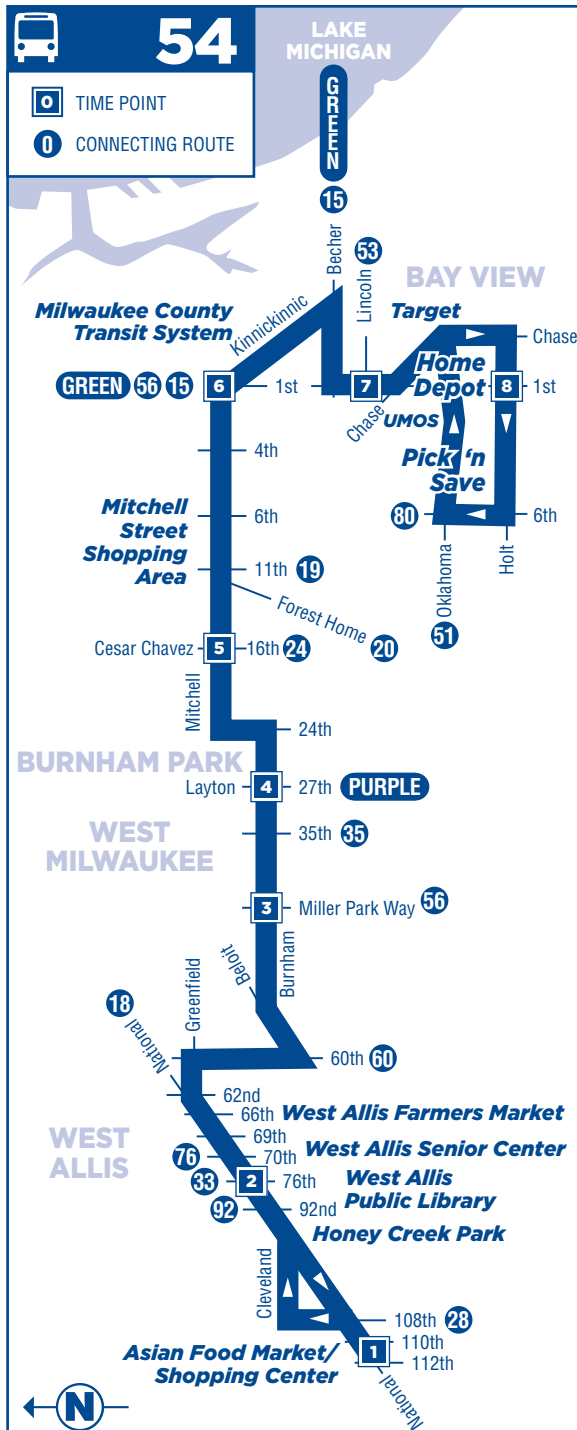 54
0 TIME POINT
0 CONNECTING ROUTE
LAKE
MICHIGAN
GREEN
15
Becher
Lincoln
53
BAY VIEW
Milwaukee County
Transit System
Kinnickinnic
Target
Chase
Home
Depot
GREEN 56 15
6
1st
7
8
1st
Chase
UMOS
Pick ‘n
Save
4th
Mitchell
Street
Shopping
Area
6th
80
6th
Oklahoma
Holt
51
11th 19
Forest Home 20
Cesar Chavez
5
16th 24
Mitchell
24th
BURNHAM PARK
Layton
4
27th PURPLE
WEST
MILWAUKEE
35th 35
3
Miller Park Way 56
Beloit
Burnham
18
National
Greenfield
60th 60
62nd
66th
West Allis Farmers Market
WEST
ALLIS
69th
West Allis Senior Center
76
70th
33
2
76th
West Allis
Public Library
92
92nd
Honey Creek Park
Cleveland
108th 28
110th
1
112th
Asian Food Market/
Shopping Center
National
N